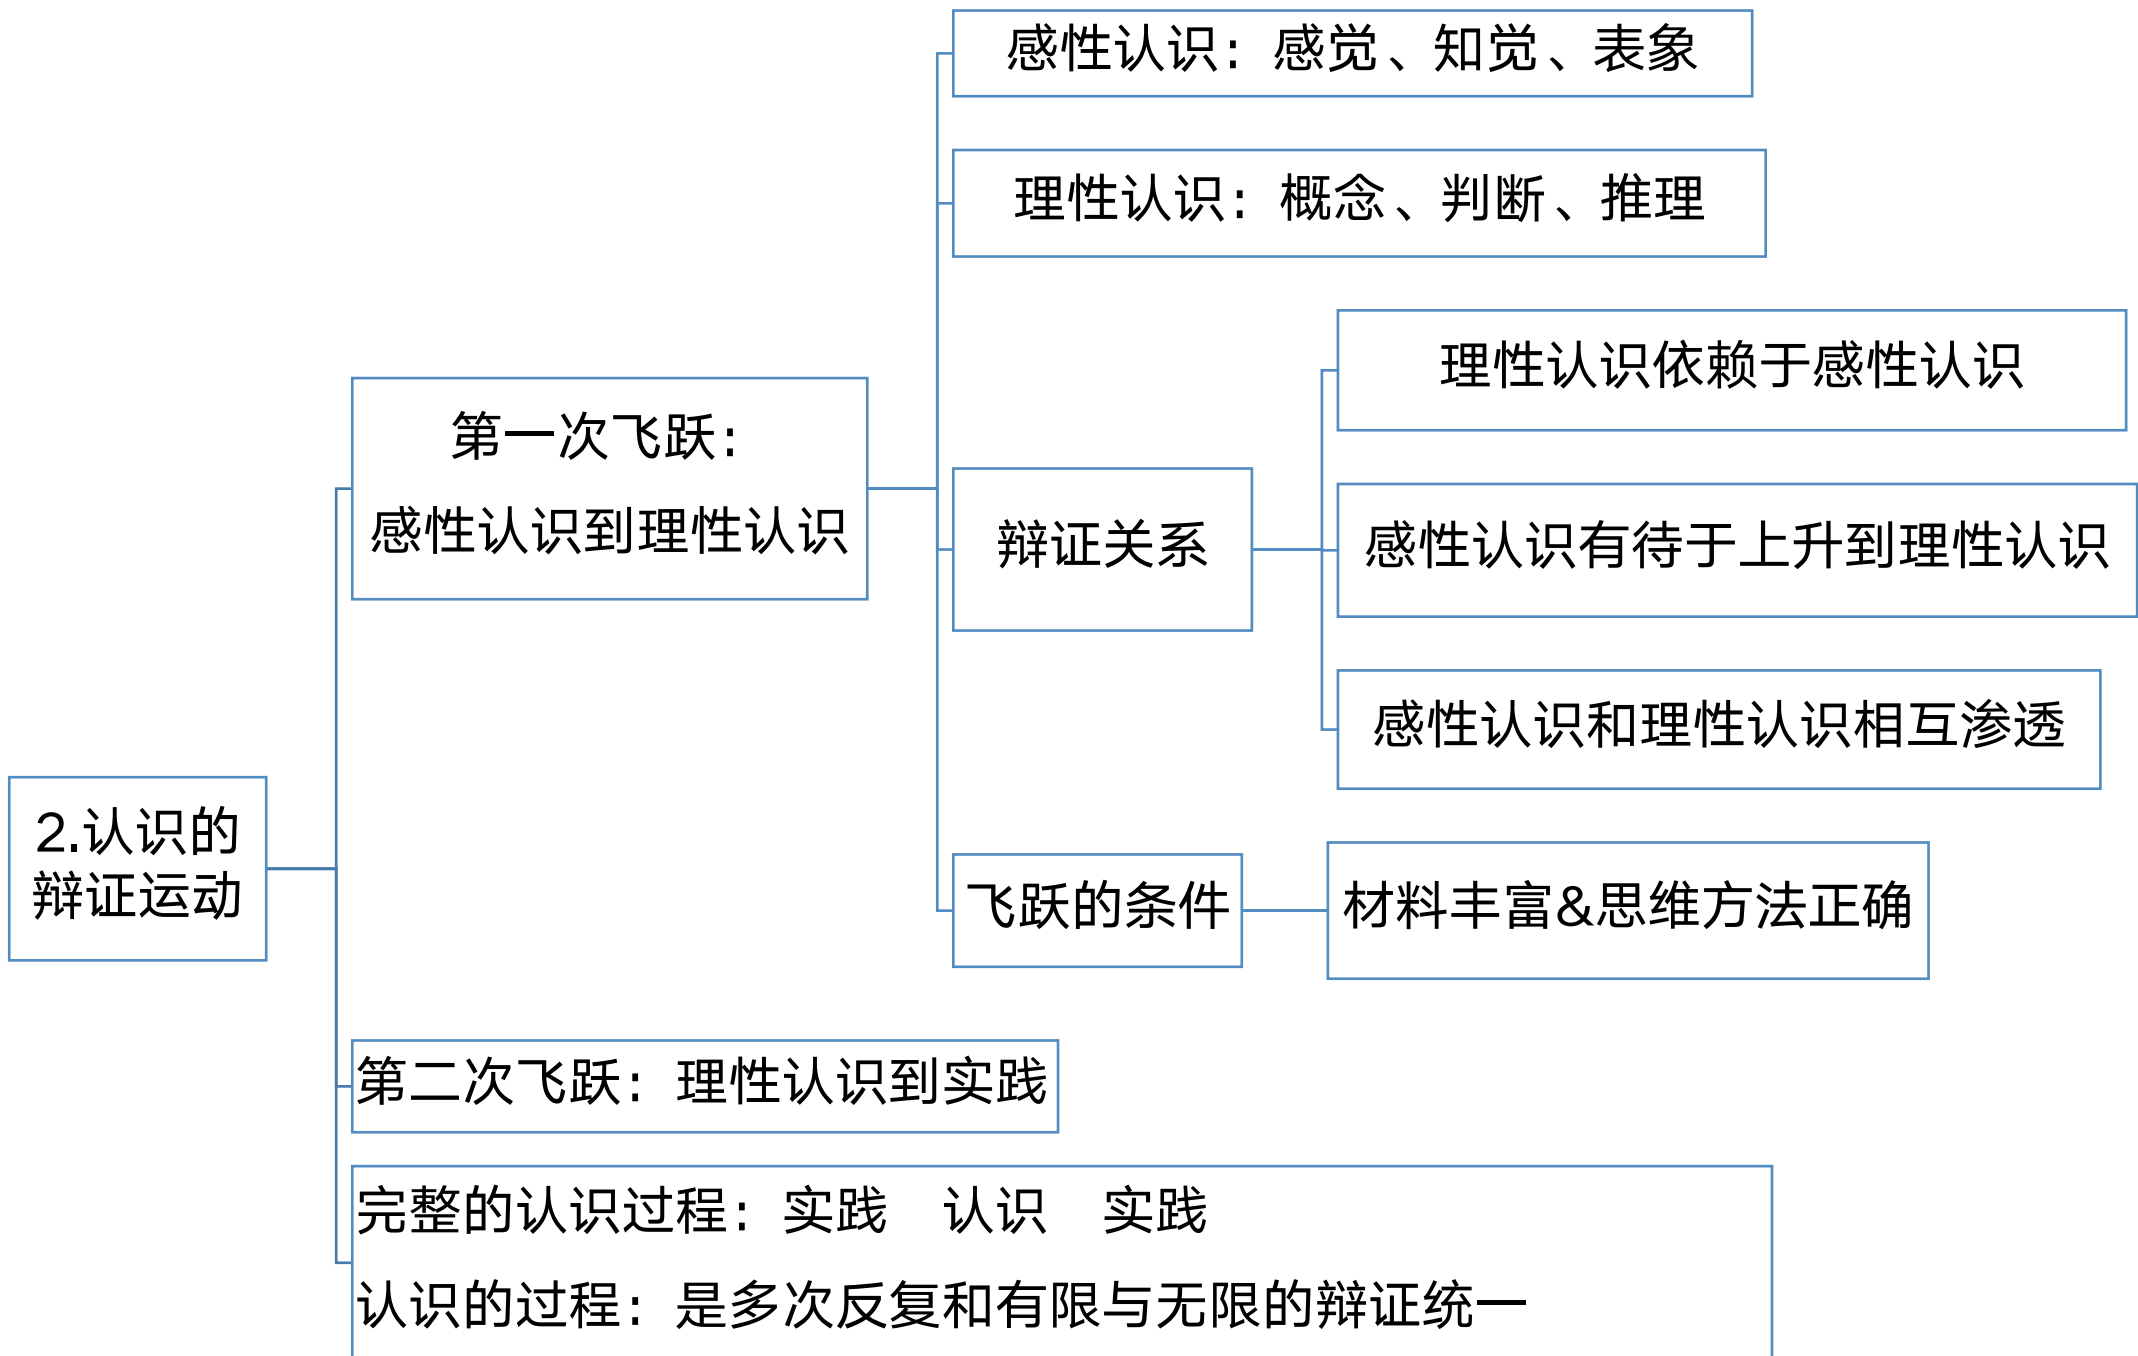 感性认识：感觉、知觉、表象
理性认识：概念、判断、推理
理性认识依赖于感性认识
第一次飞跃：
感性认识到理性认识
辩证关系
感性认识有待于上升到理性认识
感性认识和理性认识相互渗透
2.认识的
辩证运动
飞跃的条件
材料丰富&思维方法正确
第二次飞跃：理性认识到实践
完整的认识过程：实践　认识　实践
认识的过程：是多次反复和有限与无限的辩证统一